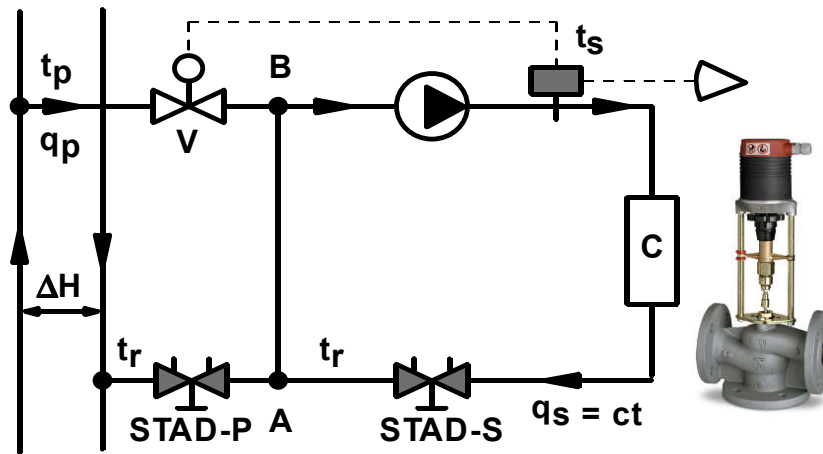 tp
B
ts
qp
V
C
ΔH
tr
tr
STAD-P
A
STAD-S
qs = ct